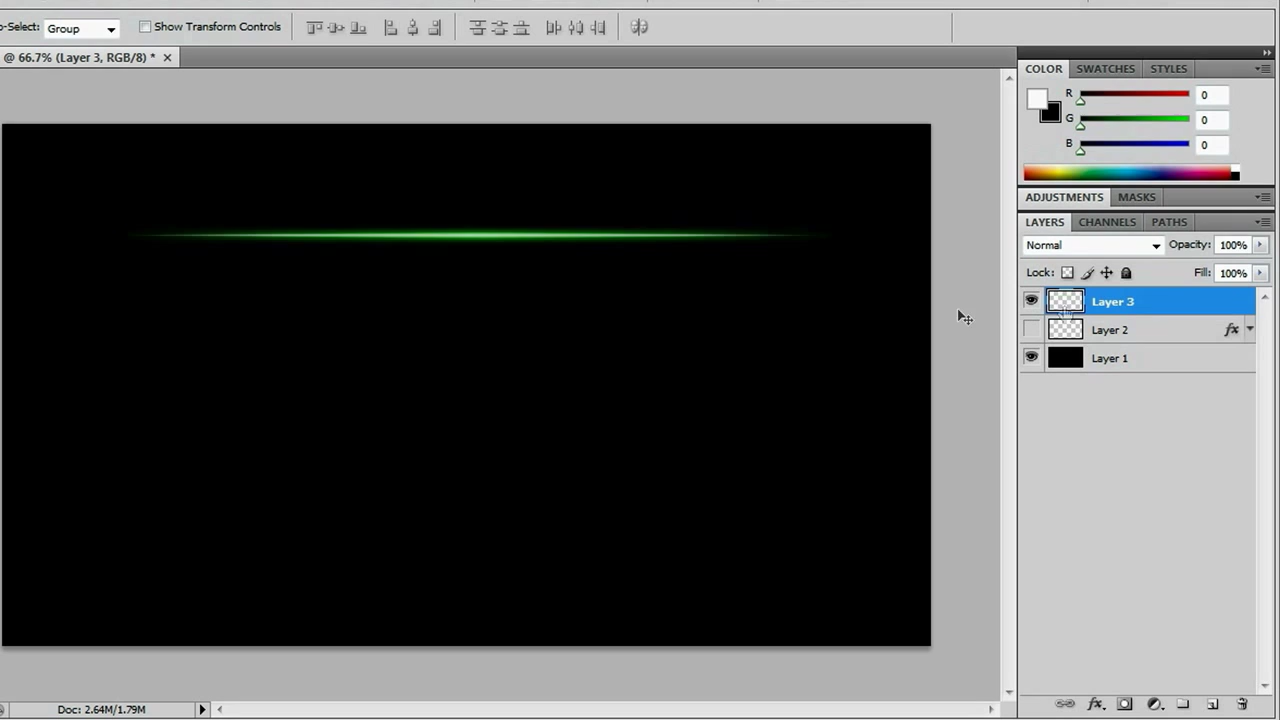 o-Select: Group Show Transform Controls
@ 66.7% (Layer 3, RGB/8) * ×
COLOR SWATCHES STYLES
R 0
G 0
B 0
ADJUSTMENTS MASKS
LAYERS CHANNELS PATHS
Normal Opacity: 100%
Lock: Fill: 100%
Layer 3
Layer 2 fx
Layer 1
Doc: 2.64M/1.79M
fx